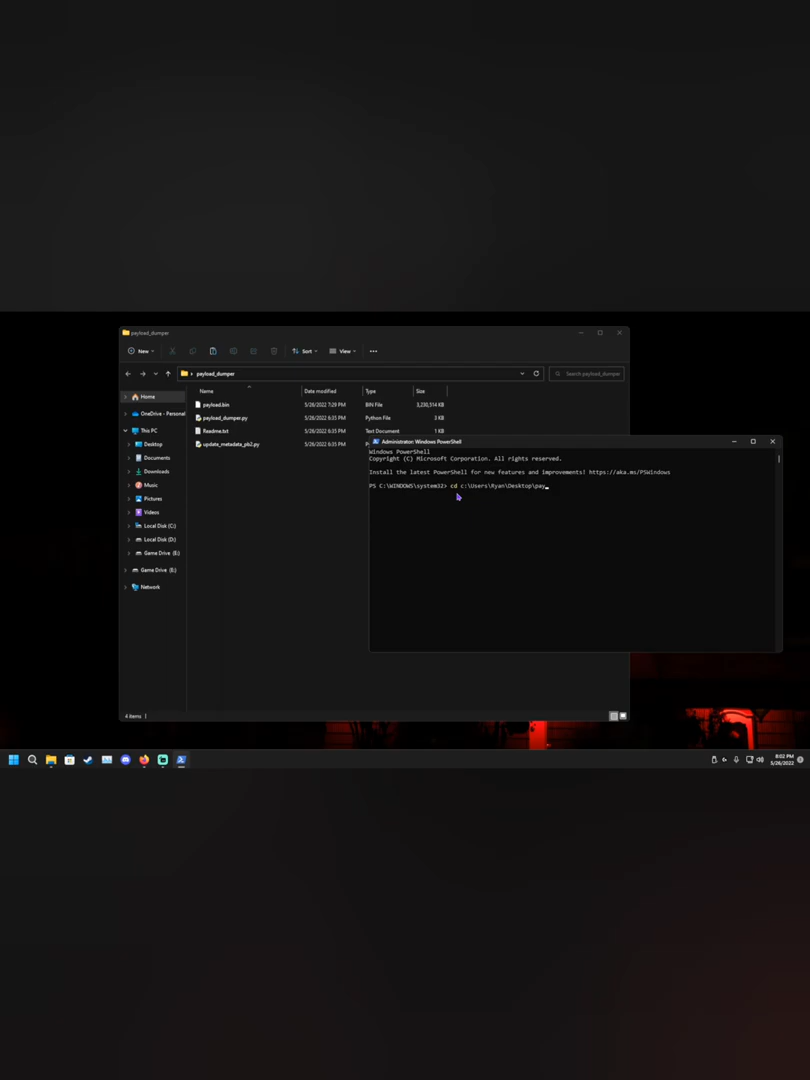 payload_dumper
New
Sort
View
payload_dumper
Search payload_dumper
Name
Date modified
Type
Size
payload.bin
5/26/2022 7:29 PM
BIN File
3,230,514 KB
payload_dumper.py
5/26/2022 6:35 PM
Python File
3 KB
Readme.txt
5/26/2022 6:35 PM
Text Document
1 KB
update_metadata_pb2.py
5/26/2022 6:35 PM
Home
OneDrive - Personal
This PC
Desktop
Documents
Downloads
Music
Pictures
Videos
Local Disk (C:)
Local Disk (D:)
Game Drive (E:)
Game Drive (E:)
Network
4 items
Administrator: Windows PowerShell
Windows PowerShell
Copyright (C) Microsoft Corporation. All rights reserved.
Install the latest PowerShell for new features and improvements! https://aka.ms/PSWindows
PS C:\WINDOWS\system32> cd c:\Users\Ryan\Desktop\pay
8:02 PM
5/26/2022